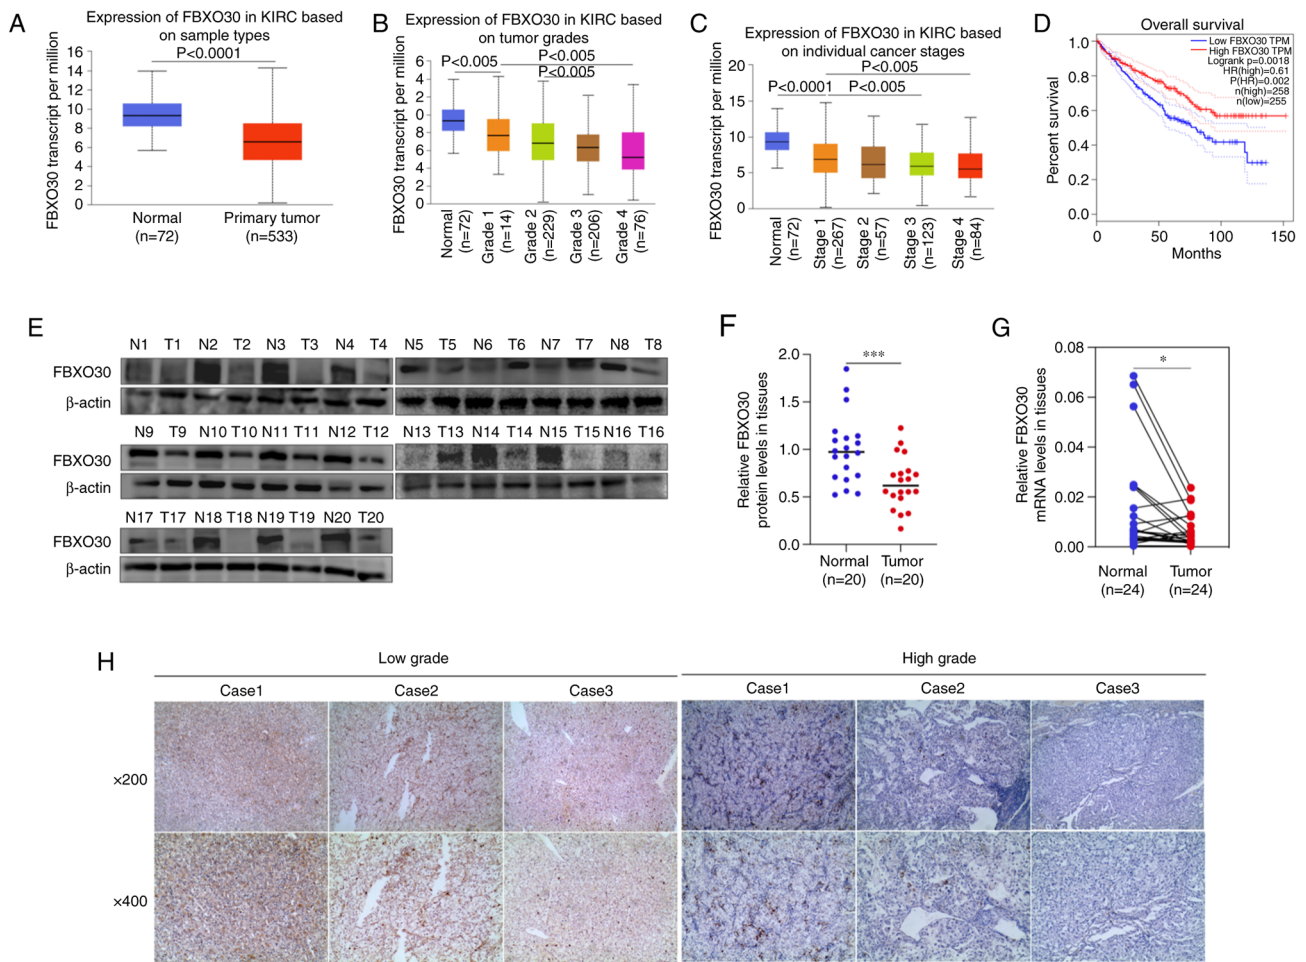 A
Expression of FBXO30 in KIRC based
on sample types
P<0.0001
FBXO30 transcript per million
16
14
12
10
8
6
4
2
0
Normal
(n=72)
Primary tumor
(n=533)
B
Expression of FBXO30 in KIRC based
on tumor grades
P<0.005
P<0.005
P<0.005
FBXO30 transcript per million
6
4
2
0
8
6
4
2
0
Normal
(n=72)
Grade 1
(n=14)
Grade 2
(n=229)
Grade 3
(n=206)
Grade 4
(n=76)
C
Expression of FBXO30 in KIRC based
on individual cancer stages
P<0.005
P<0.0001
P<0.005
FBXO30 transcript per million
20
15
10
5
0
Normal
(n=72)
Stage 1
(n=267)
Stage 2
(n=57)
Stage 3
(n=123)
Stage 4
(n=84)
D
Overall survival
Low FBXO30 TPM
High FBXO30 TPM
Logrank p=0.0018
HR(high)=0.61
P(HR)=0.002
n(high)=258
n(low)=255
Percent survival
1.0
0.8
0.6
0.4
0.2
0.0
0 50 100 150
Months
E
N1 T1 N2 T2 N3 T3 N4 T4 N5 T5 N6 T6 N7 T7 N8 T8
FBXO30
β-actin
N9 T9 N10 T10 N11 T11 N12 T12 N13 T13 N14 T14 N15 T15 N16 T16
FBXO30
β-actin
N17 T17 N18 T18 N19 T19 N20 T20
FBXO30
β-actin
F
Relative FBXO30
protein levels in tissues
2.0
1.5
1.0
0.5
0.0
***
Normal
(n=20)
Tumor
(n=20)
G
Relative FBXO30
mRNA levels in tissues
0.08
0.06
0.04
0.02
0.00
*
Normal
(n=24)
Tumor
(n=24)
H
Low grade
High grade
Case1 Case2 Case3 Case1 Case2 Case3
×200
×400